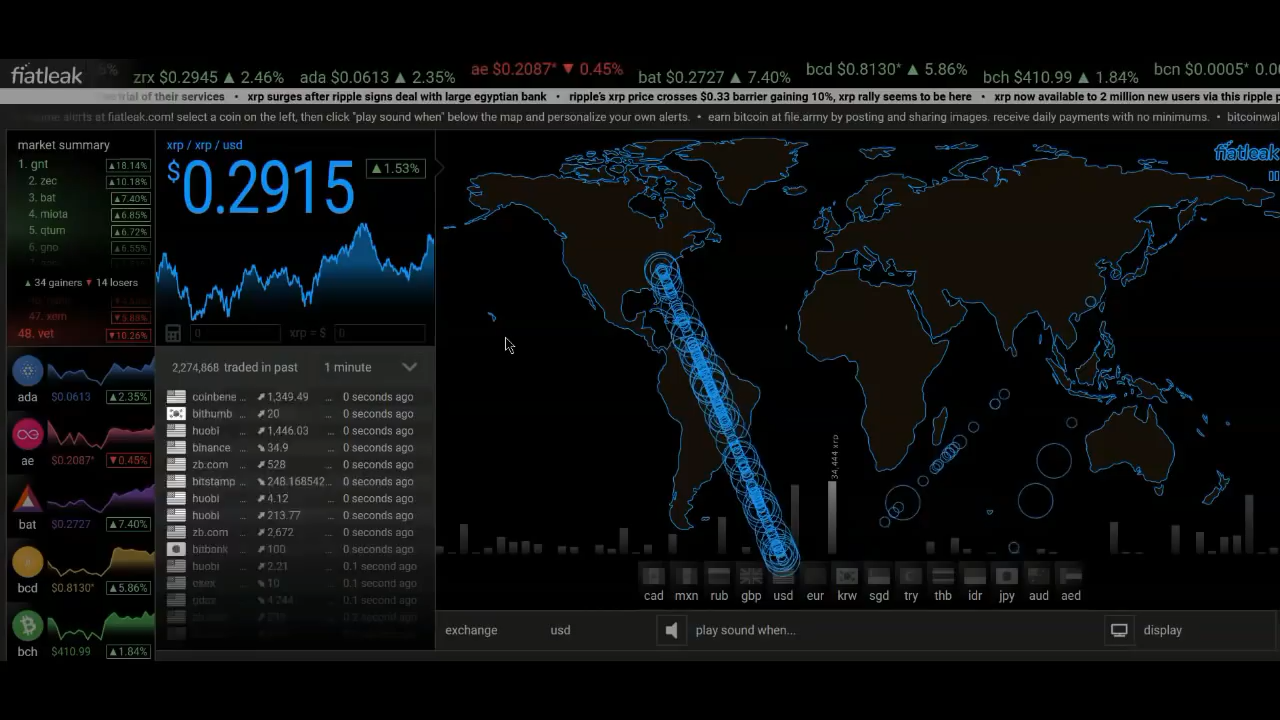 fiatleak
zrx $0.2945 ▲ 2.46% ada $0.0613 ▲ 2.35% ae $0.2087* ▼ 0.45% bat $0.2727 ▲ 7.40% bcd $0.8130* ▲ 5.86% bch $410.99 ▲ 1.84% bcn $0.0005*
trial of their services • xrp surges after ripple signs deal with large egyptian bank • ripple's xrp price crosses $0.33 barrier gaining 10%, xrp rally seems to be here • xrp now available to 2 million new users via this ripple
alerts at fiatleak.com! select a coin on the left, then click "play sound when" below the map and personalize your own alerts. • earn bitcoin at file.army by posting and sharing images. receive daily payments with no minimums. •
market summary
1. gnt ▲18.14%
2. zec ▲10.18%
3. bat ▲7.40%
4. miota ▲6.85%
5. qtum ▲6.72%
6. gno ▲6.55%
▲ 34 gainers ▼ 14 losers
47. xem ▼5.68%
48. vet ▼10.26%
ada $0.0613 ▲2.35%
ae $0.2087* ▼0.45%
bat $0.2727 ▲7.40%
bcd $0.8130* ▲5.86%
bch $410.99 ▲1.84%
xrp / xrp / usd
$0.2915 ▲1.53%
0 xrp = $ 0
2,274,868 traded in past 1 minute
coinbene ... 1,349.49 ... 0 seconds ago
bithumb ... 20 ... 0 seconds ago
huobi ... 1,446.03 ... 0 seconds ago
binance ... 34.9 ... 0 seconds ago
zb.com ... 528 ... 0 seconds ago
bitstamp ... 248.168542... 0 seconds ago
huobi ... 4.12 ... 0 seconds ago
huobi ... 213.77 ... 0 seconds ago
zb.com ... 2,672 ... 0 seconds ago
bitbank ... 100 ... 0 seconds ago
huobi ... 2.21 ... 0.1 second ago
10 ... 0.1 second ago
4,244 ... 0.1 second ago
fiatleak
34,444 xrp
cad mxn rub gbp usd eur krw sgd try thb idr jpy aud aed
exchange usd play sound when... display